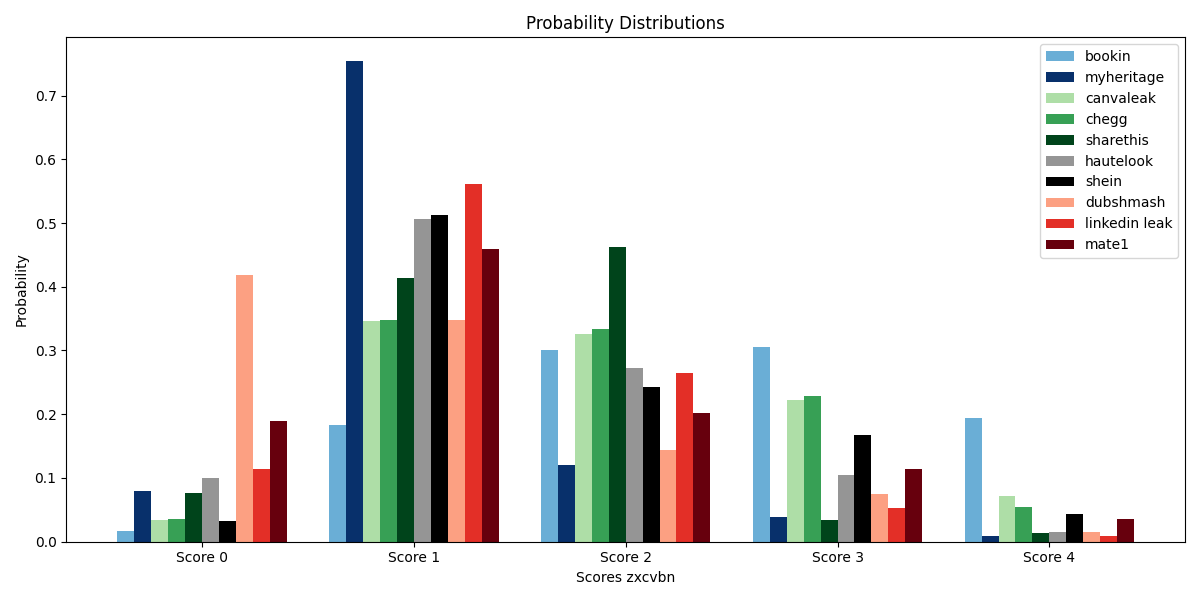 Probability Distributions
bookin
myheritage
canvaleak
chegg
sharethis
hautelook
shein
dubshmash
linkedin leak
mate1
Probability
0.7
0.6
0.5
0.4
0.3
0.2
0.1
0.0
Score 0
Score 1
Score 2
Score 3
Score 4
Scores zxcvbn